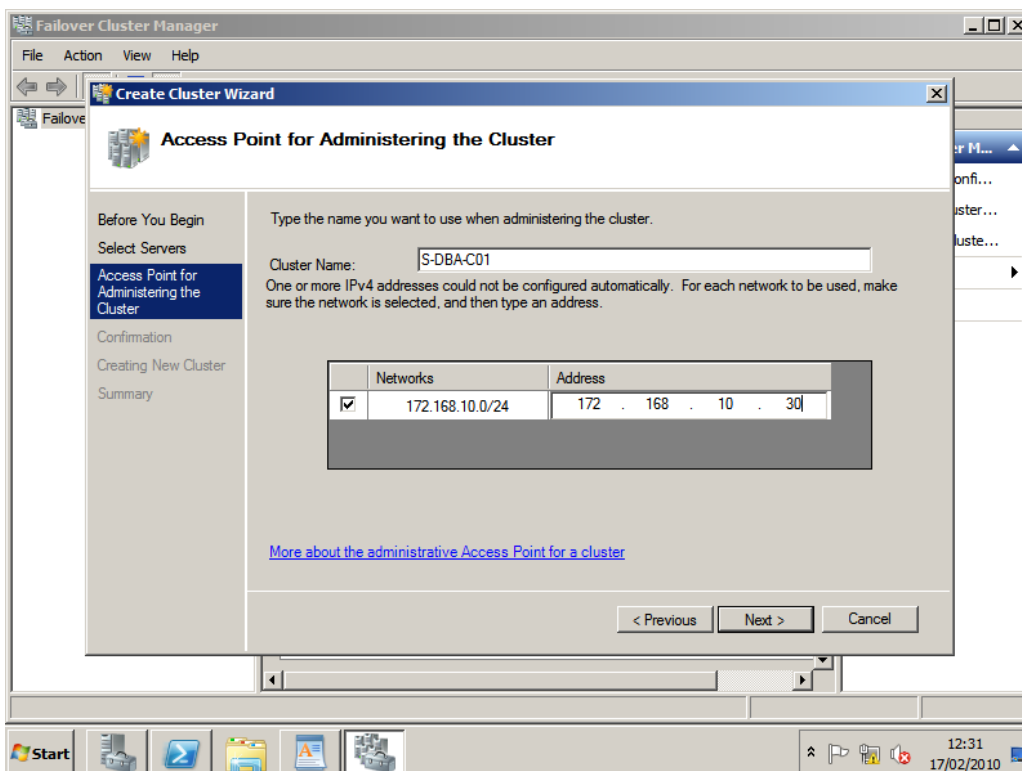 Failover Cluster Manager
File Action View Help
Create Cluster Wizard
Failove
Access Point for Administering the Cluster
er M...
onfi...
uster...
luste...
Before You Begin
Select Servers
Access Point for
Administering the
Cluster
Confirmation
Creating New Cluster
Summary
Type the name you want to use when administering the cluster.
Cluster Name: S-DBA-C01
One or more IPv4 addresses could not be configured automatically. For each network to be used, make
sure the network is selected, and then type an address.
Networks Address
172.168.10.0/24 172 . 168 . 10 . 30
More about the administrative Access Point for a cluster
< Previous Next > Cancel
Start
12:31
17/02/2010